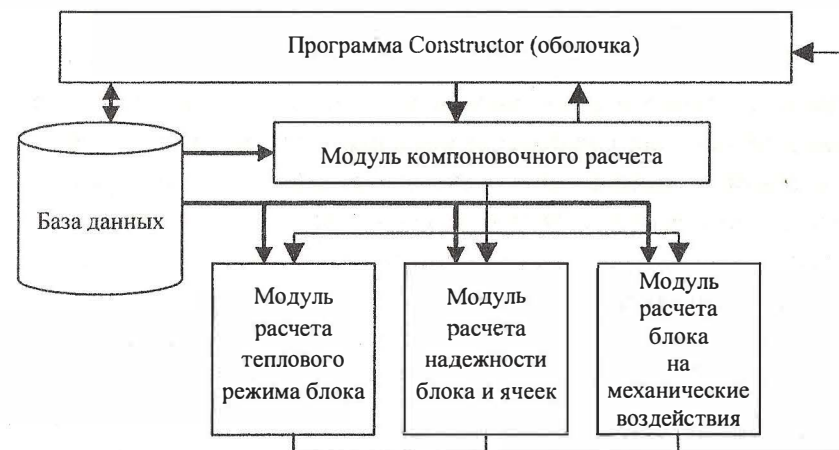 Программа Constructor (оболочка)
Модуль компоновочного расчета
База данных
Модуль
расчета
теплового
режима блока
Модуль
расчета
надежности
блока и ячеек
Модуль
расчета
блока
на
механические
воздействия